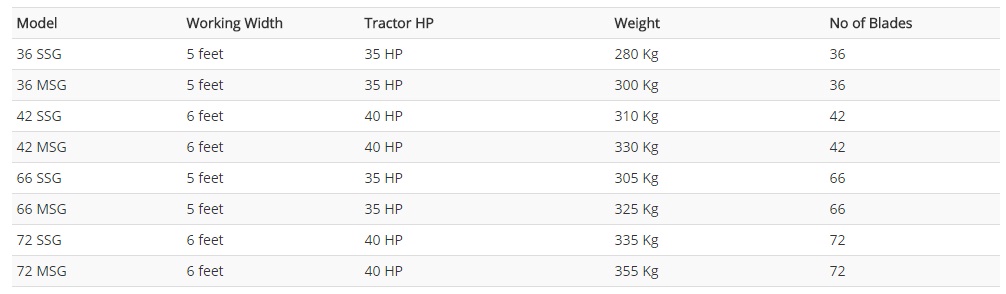 Model Working Width Tractor HP Weight No of Blades
36 SSG 5 feet 35 HP 280 Kg 36
36 MSG 5 feet 35 HP 300 Kg 36
42 SSG 6 feet 40 HP 310 Kg 42
42 MSG 6 feet 40 HP 330 Kg 42
66 SSG 5 feet 35 HP 305 Kg 66
66 MSG 5 feet 35 HP 325 Kg 66
72 SSG 6 feet 40 HP 335 Kg 72
72 MSG 6 feet 40 HP 355 Kg 72